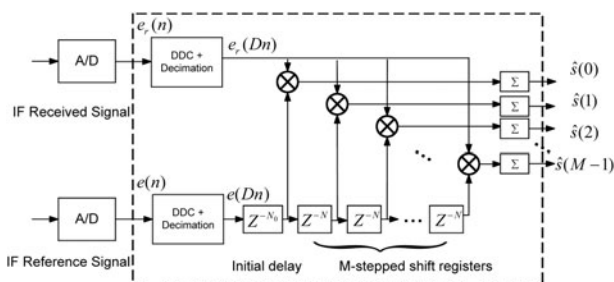 e_r(n)
A/D
DDC +
Decimation
e_r(Dn)
IF Received Signal
Σ
ŝ(0)
Σ
ŝ(1)
Σ
ŝ(2)
Σ
ŝ(M-1)
e(n)
A/D
DDC +
Decimation
e(Dn)
Z^{-N_0}
Z^{-N}
Z^{-N}
...
Z^{-N}
IF Reference Signal
Initial delay
M-stepped shift registers